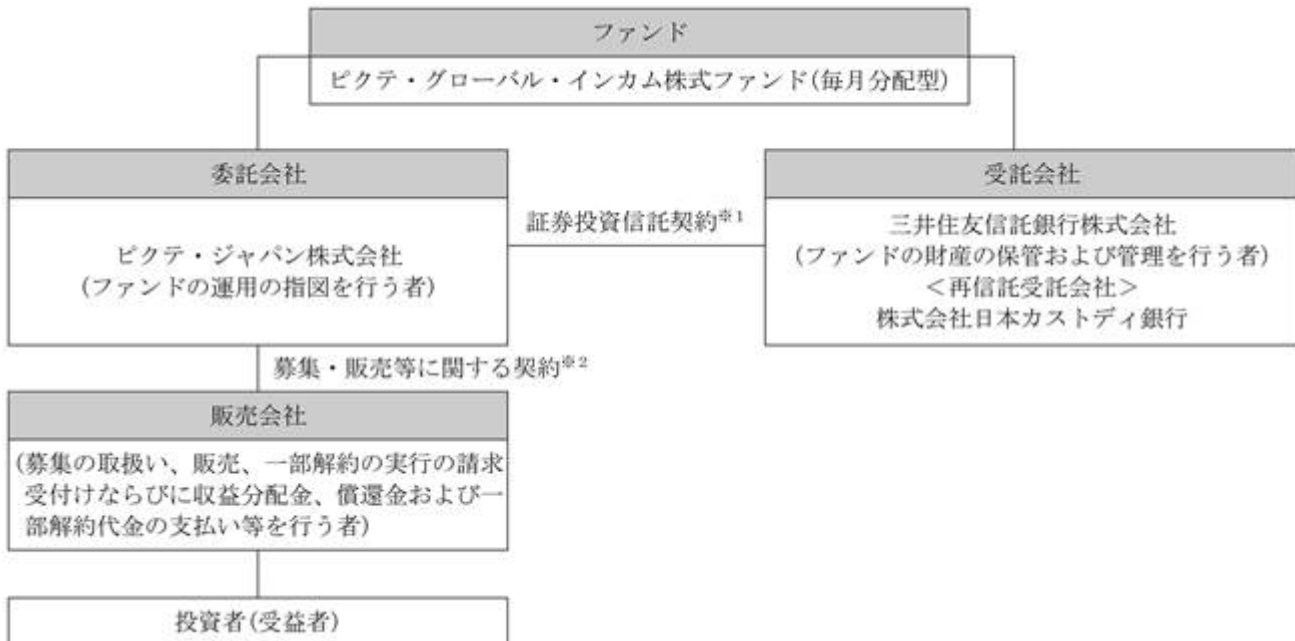 ファンド
ピクテ・グローバル・インカム株式ファンド(毎月分配型)
委託会社
ピクテ・ジャパン株式会社
(ファンドの運用の指図を行う者)
証券投資信託契約※1
受託会社
三井住友信託銀行株式会社
(ファンドの財産の保管および管理を行う者)
<再信託受託会社>
株式会社日本カストディ銀行
募集・販売等に関する契約※2
販売会社
(募集の取扱い、販売、一部解約の実行の請求
受付けならびに収益分配金、償還金および一
部解約代金の支払い等を行う者)
投資者(受益者)